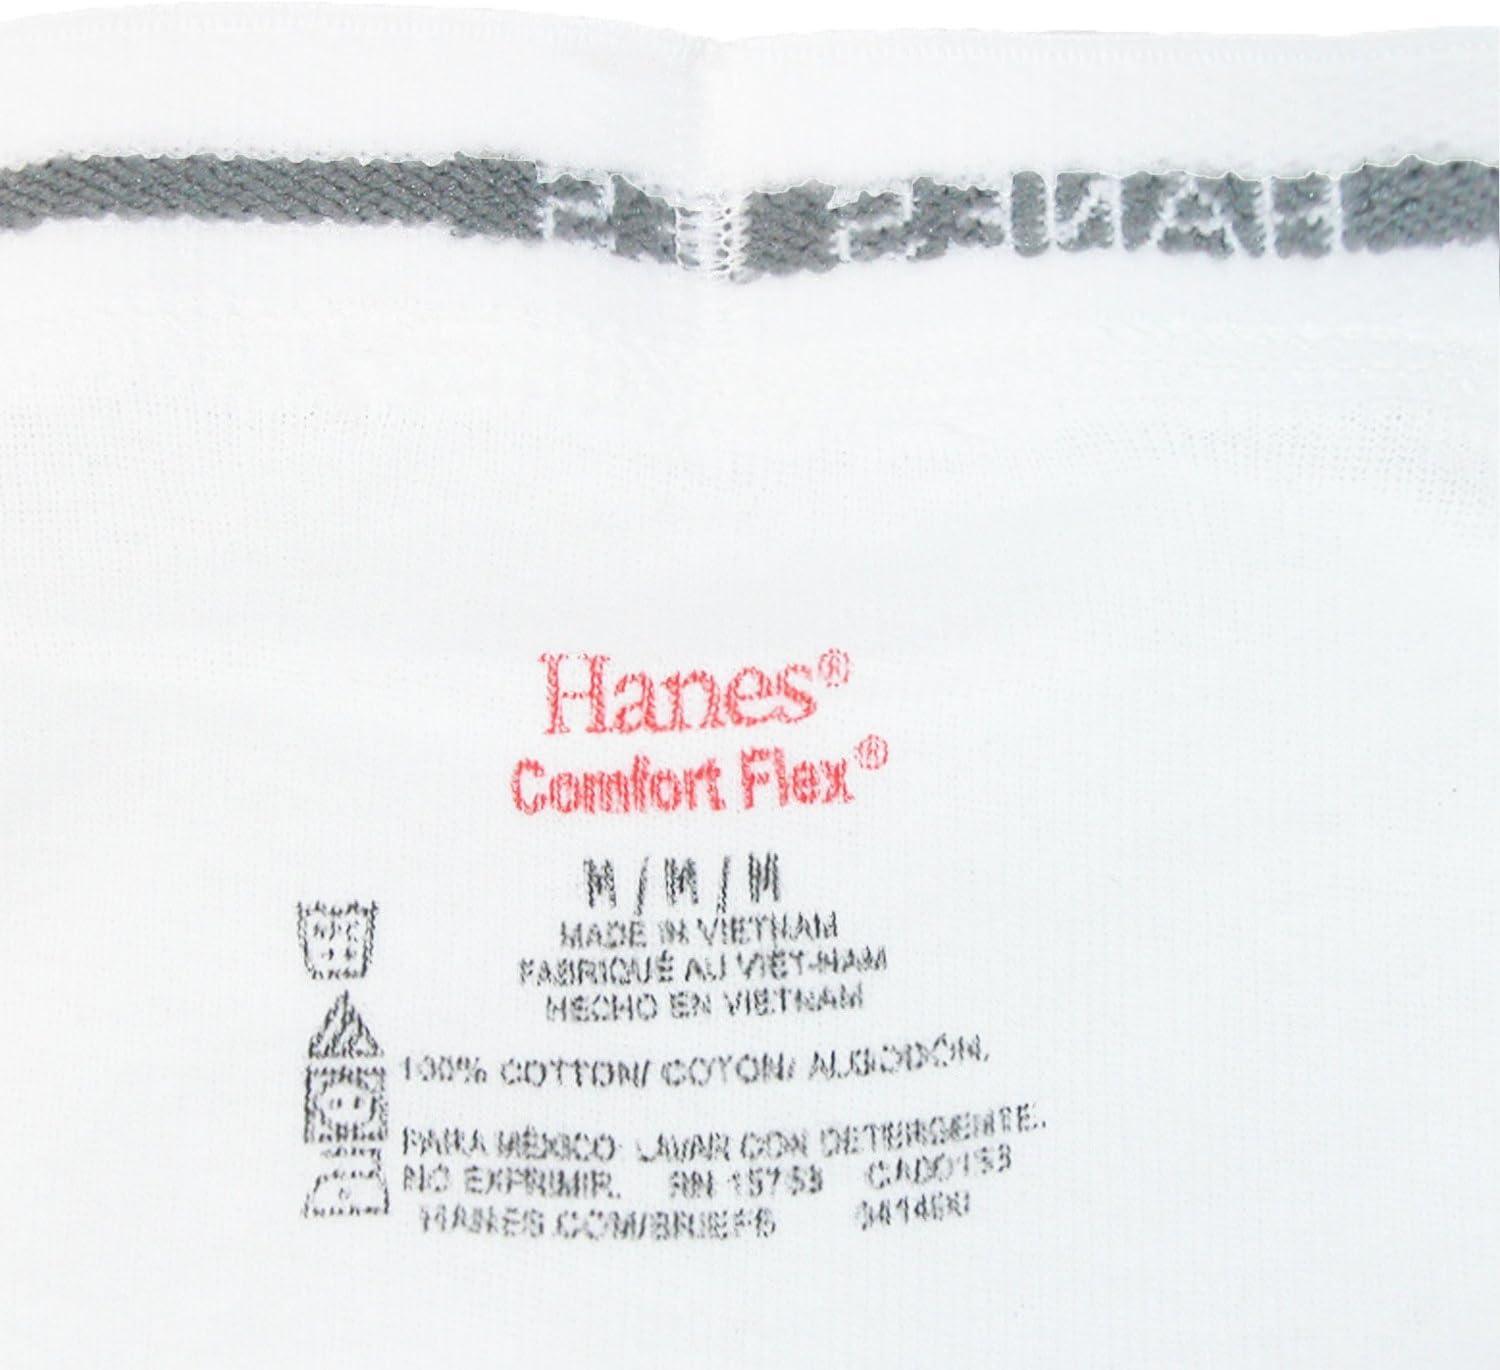 Hanes®
Comfort Flex®
M / M / M
MADE IN VIETNAM
FABRIQUÉ AU VIET-NAM
HECHO EN VIETNAM
100% COTTON/ COTON/ ALGODÓN.
PARA MÉXICO: LAVAR CON DETERGENTE.
NO EXPRIMIR. RN 15763
HANES.COM/BRIEFS